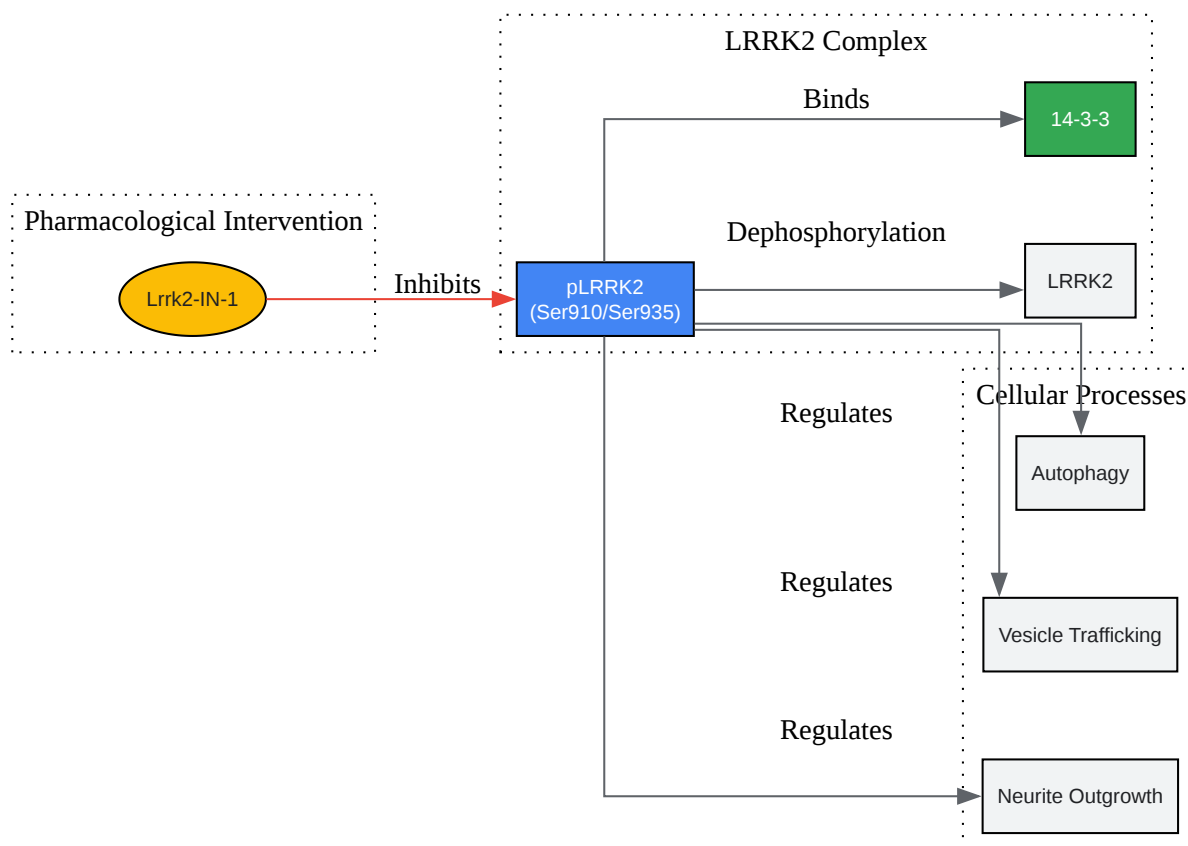 LRRK2 Complex
Binds
14-3-3
Pharmacological Intervention
Dephosphorylation
Lrrk2-IN-1
Inhibits
pLRRK2
(Ser910/Ser935)
LRRK2
Cellular Processes
Regulates
Autophagy
Regulates
Vesicle Trafficking
Regulates
Neurite Outgrowth